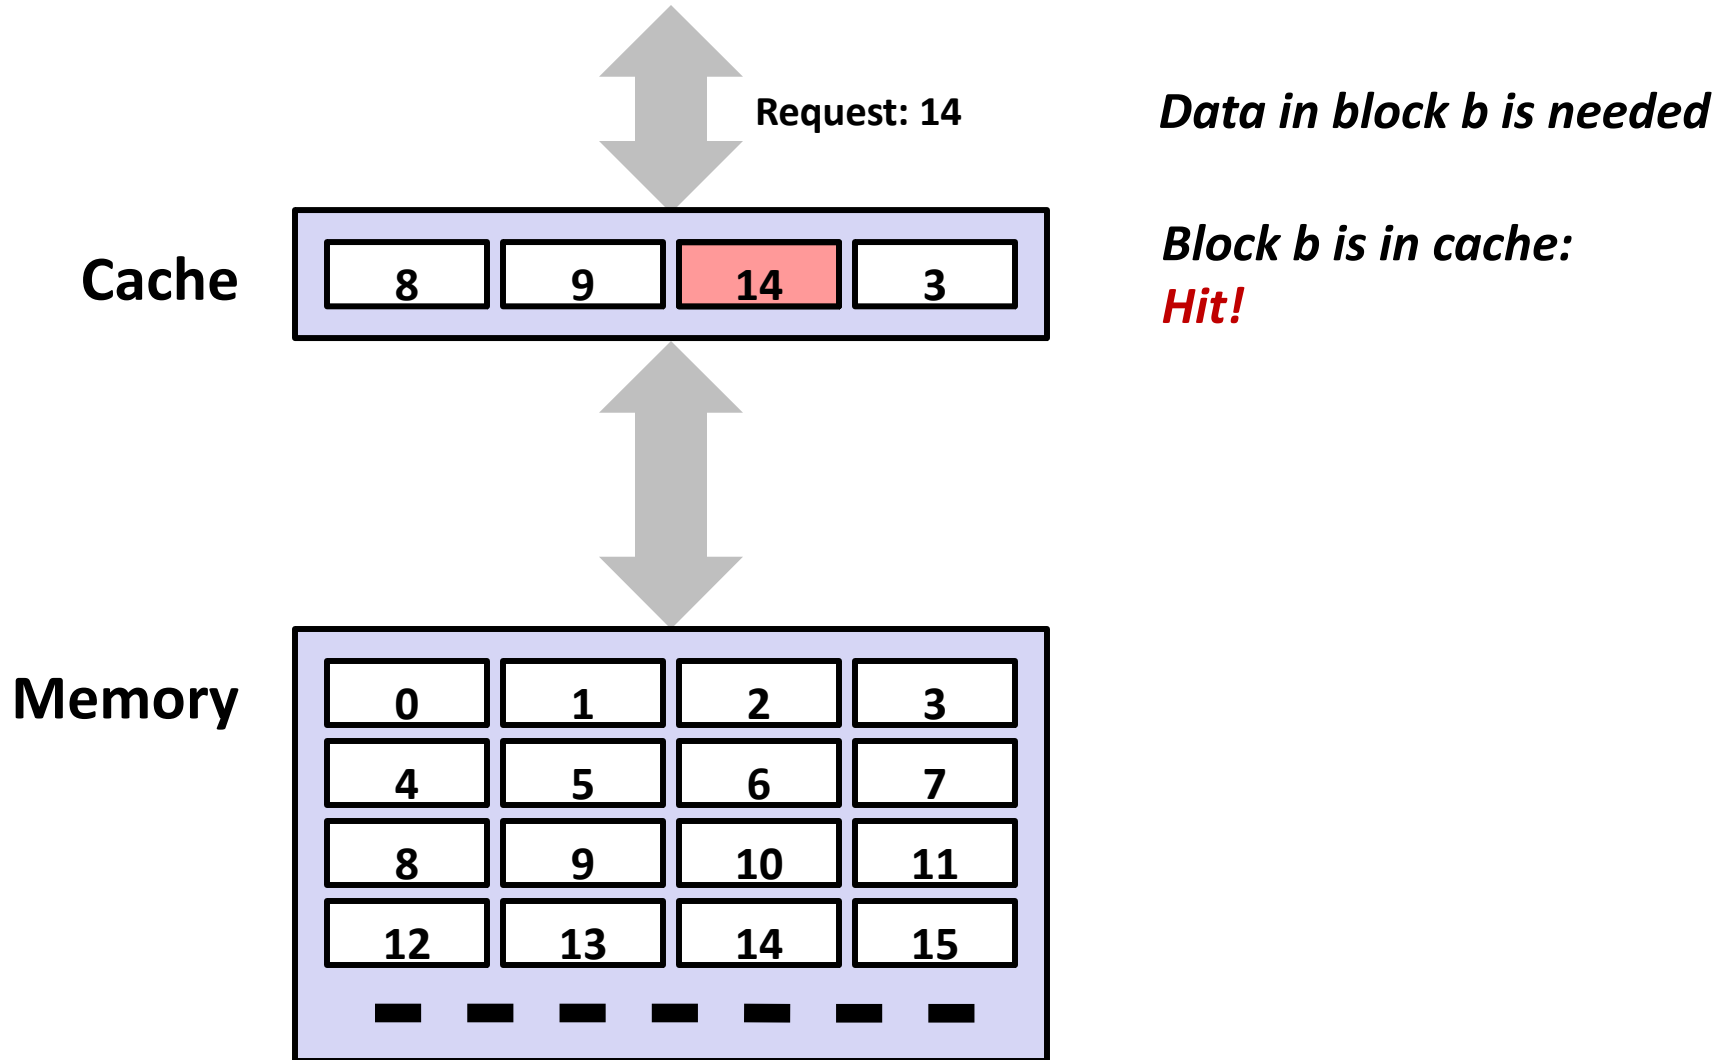 Request: 14
Data in block b is needed
Cache
8 9 14 3
Block b is in cache:
Hit!
Memory
0 1 2 3
4 5 6 7
8 9 10 11
12 13 14 15